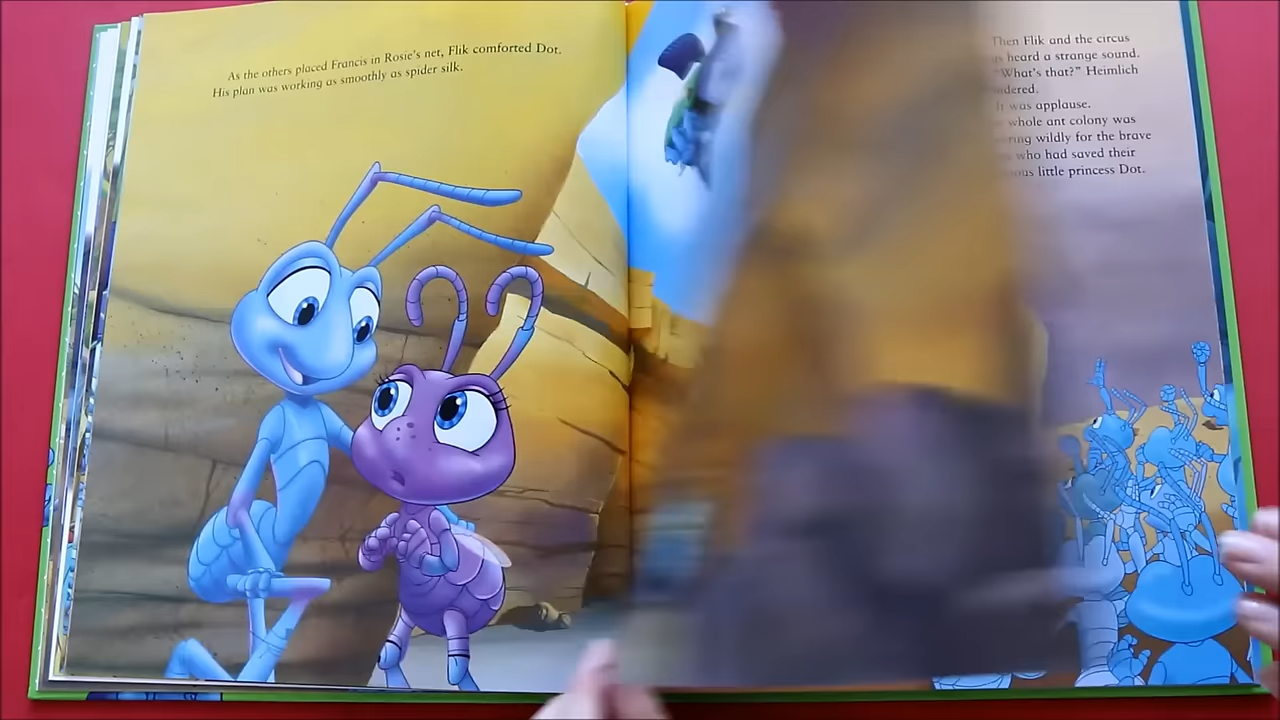 As the others placed Francis in Rosie's net, Flik comforted Dot.
His plan was working as smoothly as spider silk.
Then Flik and the circus
heard a strange sound.
"What's that?" Heimlich
It was applause.
whole ant colony was
wildly for the brave
who had saved their
little princess Dot.